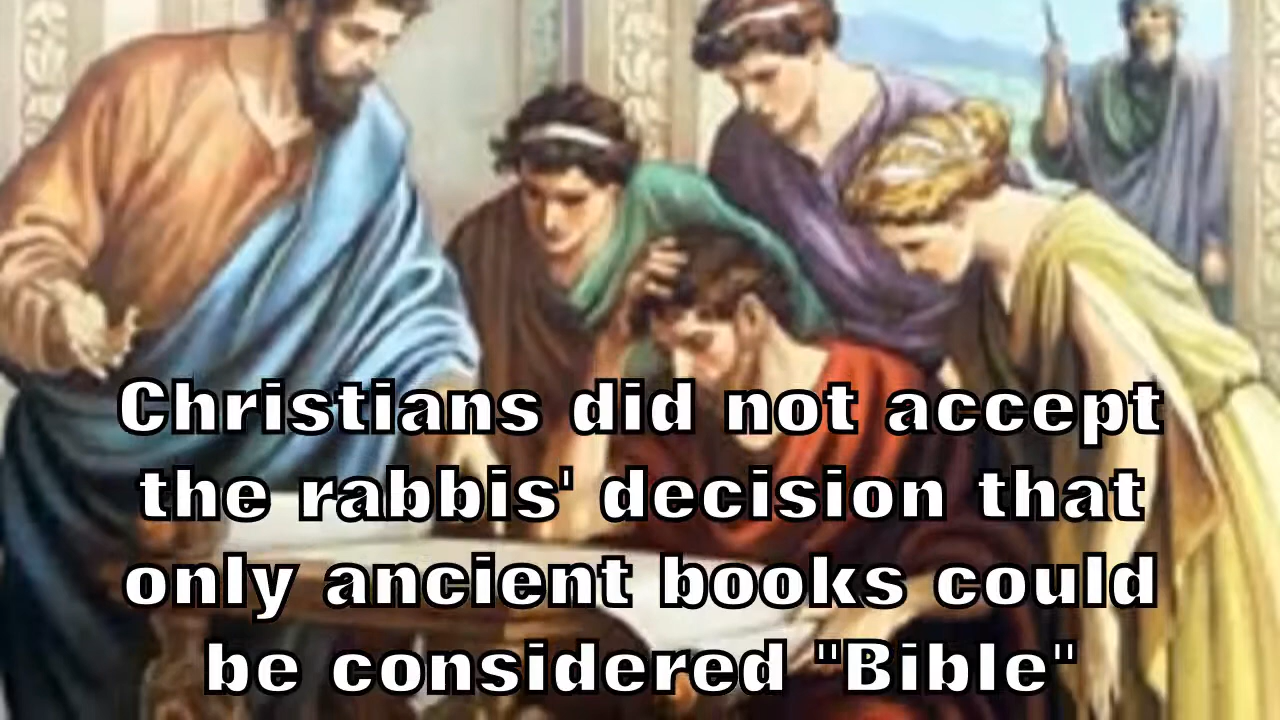 Christians did not accept
the rabbis' decision that
only ancient books could
be considered "Bible"